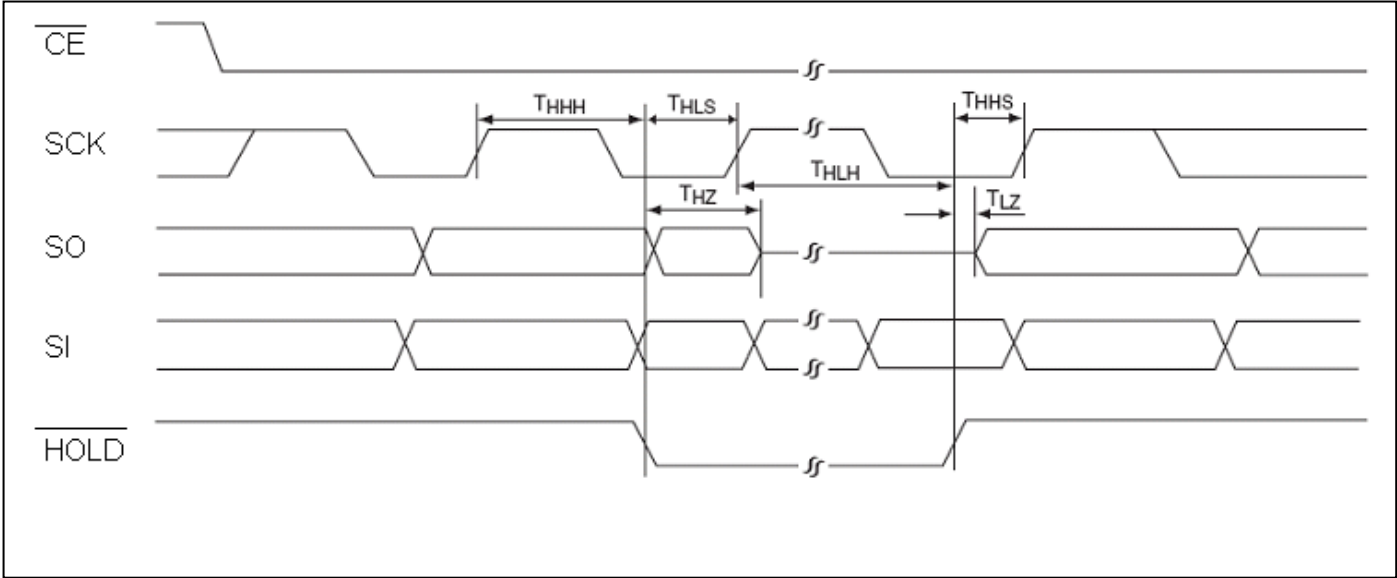 CE
THHH THLS THHS
SCK
THLH
THZ TLZ
SO
SI
HOLD